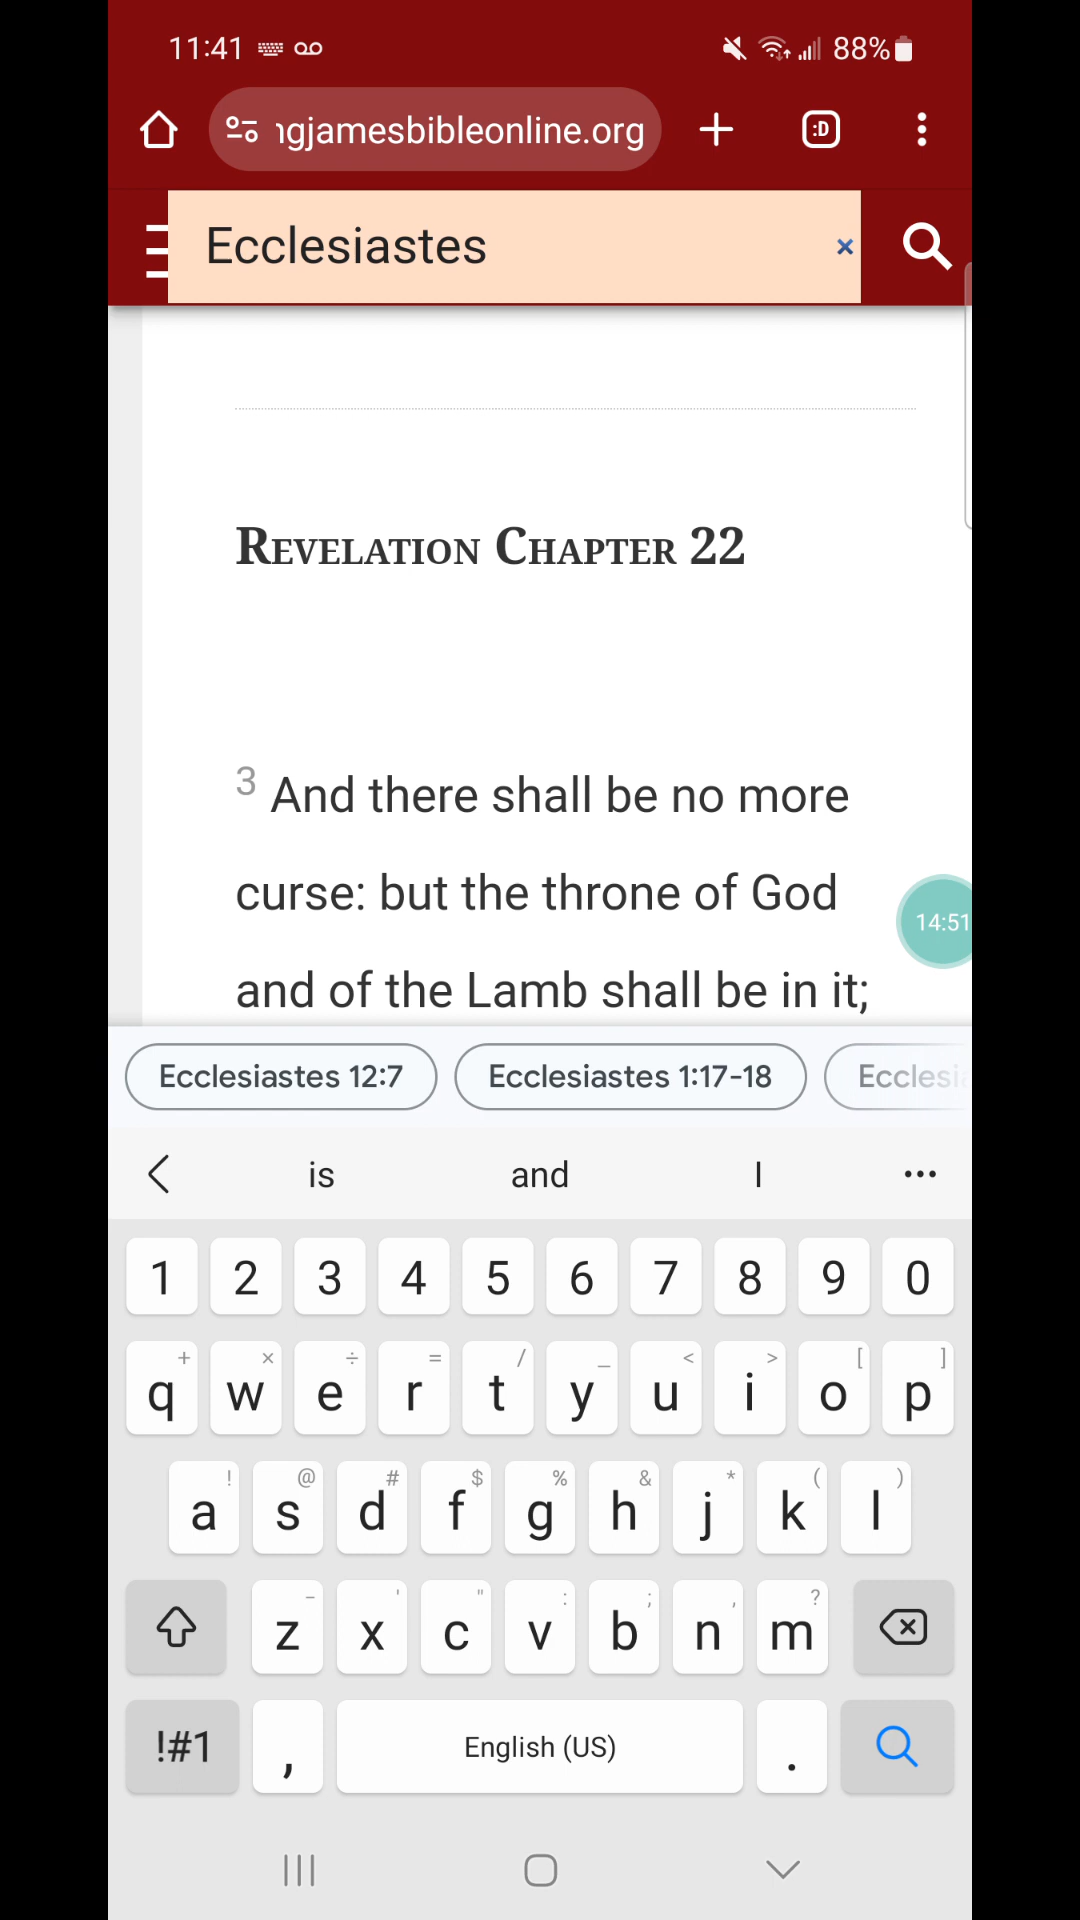 11:41 88%
ngjamesbibleonline.org :D
Ecclesiastes ×
REVELATION CHAPTER 22
3 And there shall be no more
curse: but the throne of God
14:51
and of the Lamb shall be in it;
Ecclesiastes 12:7 Ecclesiastes 1:17-18 Ecclesia
is and I ...
1 2 3 4 5 6 7 8 9 0
+ × ÷ = / _ < > [ ]
q w e r t y u i o p
! @ # $ % & * ( )
a s d f g h j k l
- ' " : ; , ?
z x c v b n m
!#1 , English (US) .